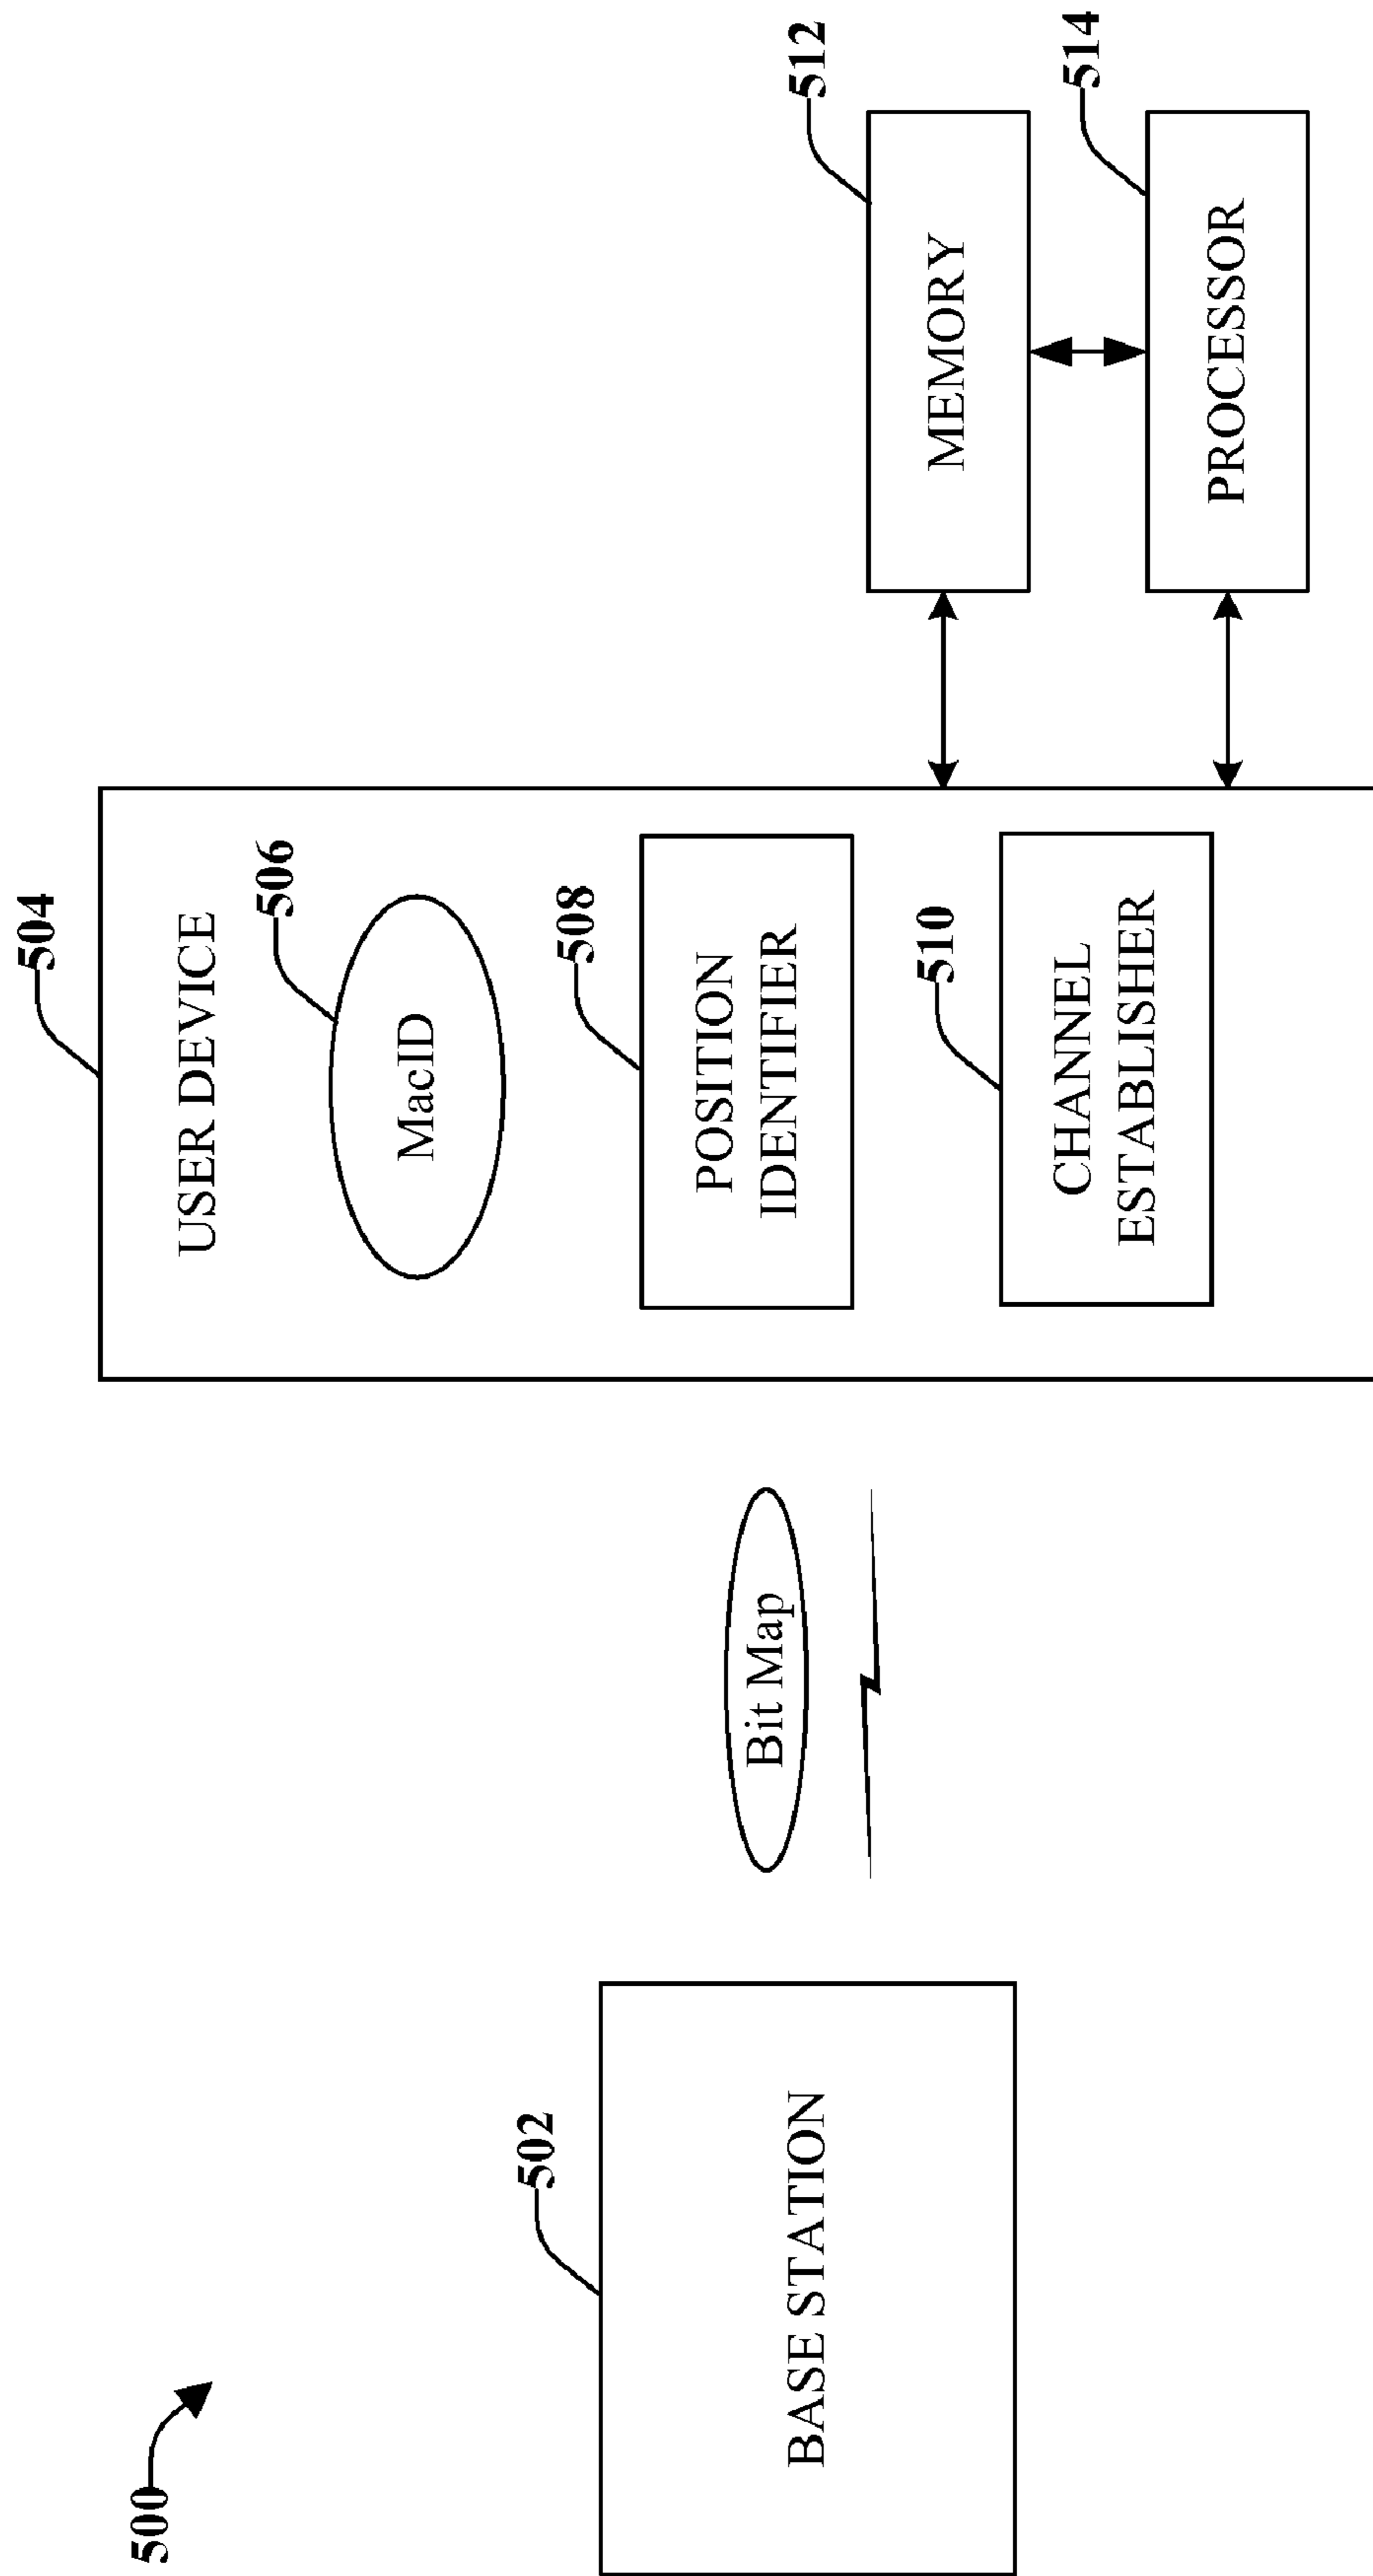 500
502
BASE STATION
Bit Map
504
USER DEVICE
506
MacID
508
POSITION
IDENTIFIER
510
CHANNEL
ESTABLISHER
512
MEMORY
514
PROCESSOR